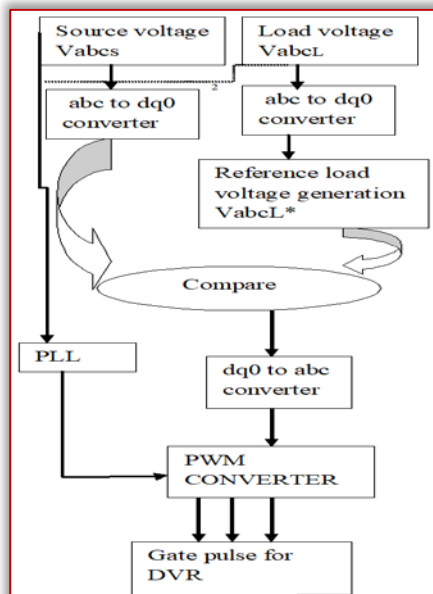 Source voltage
Vabcs
Load voltage
VabcL
2
abc to dq0
converter
abc to dq0
converter
Reference load
voltage generation
VabcL*
Compare
PLL
dq0 to abc
converter
PWM
CONVERTER
Gate pulse for
DVR